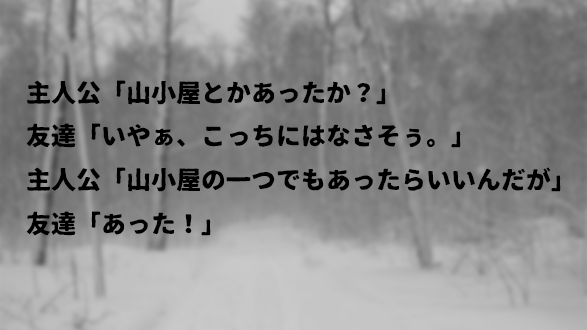 主人公「山小屋とかあったか？」
友達「いやぁ、こっちにはなさそぅ。」
主人公「山小屋の一つでもあったらいいんだが」
友達「あった！」